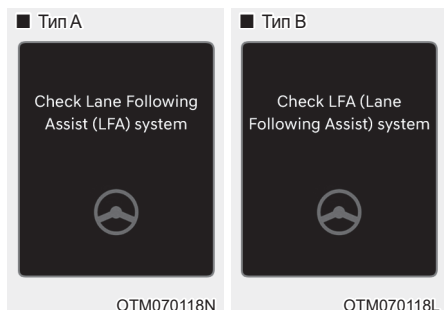 ■ Тип A
Check Lane Following
Assist (LFA) system
OTM070118N
■ Тип B
Check LFA (Lane
Following Assist) system
OTM070118L